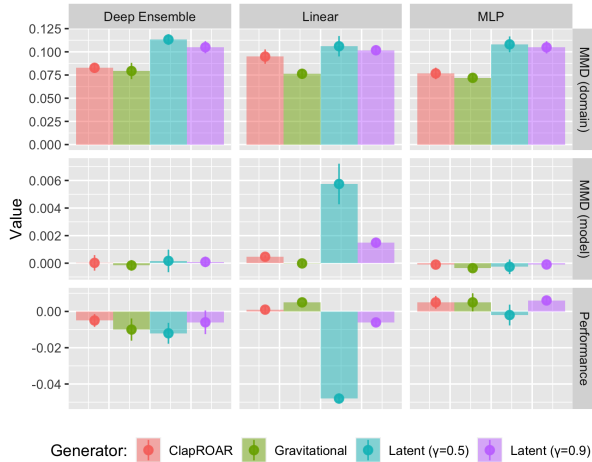 Deep Ensemble
Linear
MLP
0.125
0.100
0.075
0.050
0.025
0.000
MMD (domain)
0.006
0.004
0.002
0.000
MMD (model)
Value
0.00
-0.02
-0.04
Performance
Generator: ClapROAR Gravitational Latent (γ=0.5) Latent (γ=0.9)